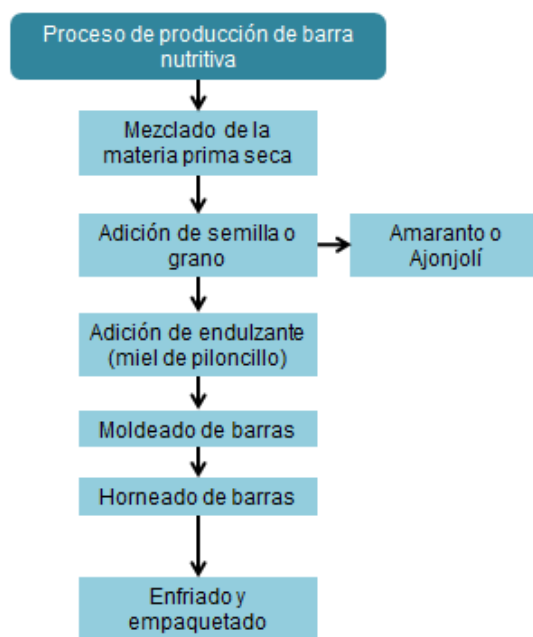 Proceso de producción de barra
nutritiva
Mezclado de la
materia prima seca
Adición de semilla o
grano
Amaranto o
Ajonjolí
Adición de endulzante
(miel de piloncillo)
Moldeado de barras
Horneado de barras
Enfriado y
empaquetado